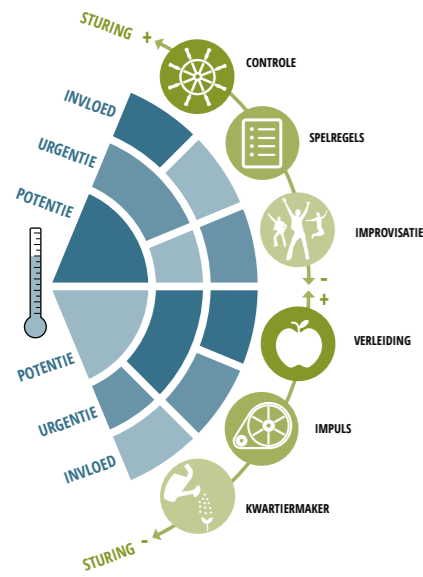 STURING +
CONTROLE
INVLOED
SPELREGELS
URGENTIE
POTENTIE
IMPROVISATIE
-
+
VERLEIDING
POTENTIE
URGENTIE
IMPULS
INVLOED
KWARTIERMAKER
STURING -